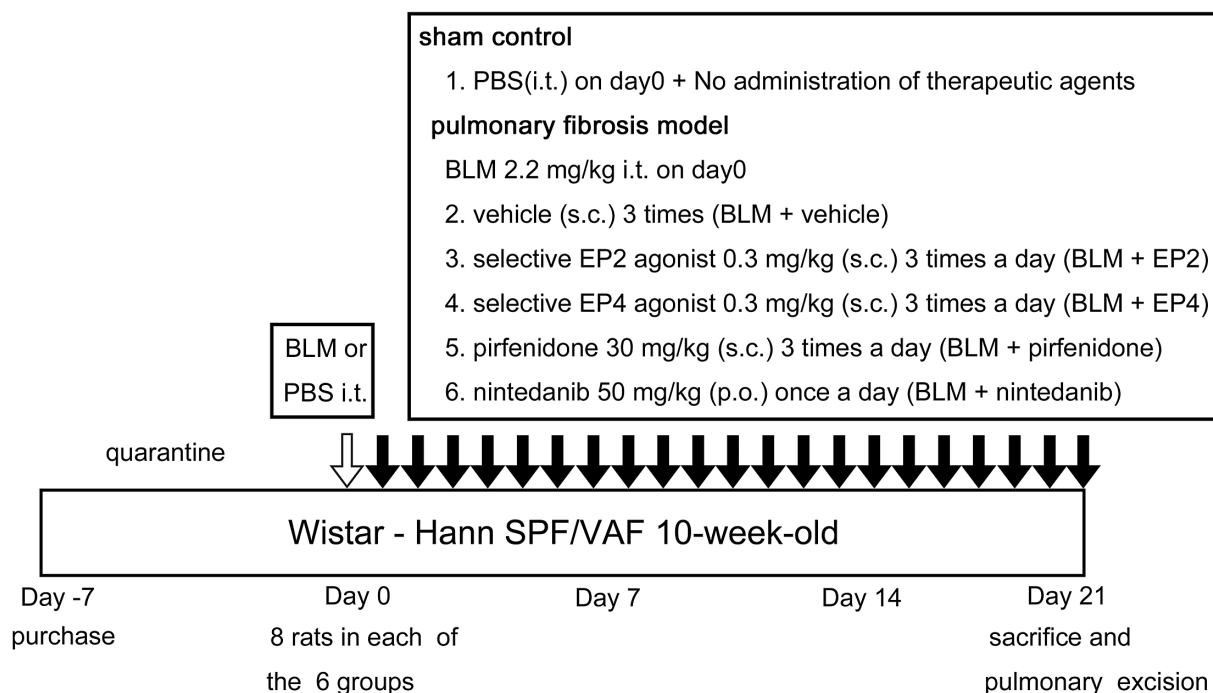 sham control
1. PBS(i.t.) on day0 + No administration of therapeutic agents
pulmonary fibrosis model
BLM 2.2 mg/kg i.t. on day0
2. vehicle (s.c.) 3 times (BLM + vehicle)
3. selective EP2 agonist 0.3 mg/kg (s.c.) 3 times a day (BLM + EP2)
4. selective EP4 agonist 0.3 mg/kg (s.c.) 3 times a day (BLM + EP4)
5. pirfenidone 30 mg/kg (s.c.) 3 times a day (BLM + pirfenidone)
6. nintedanib 50 mg/kg (p.o.) once a day (BLM + nintedanib)
BLM or
PBS i.t.
quarantine
Wistar - Hann SPF/VAF 10-week-old
Day -7
purchase
Day 0
8 rats in each of
the 6 groups
Day 7
Day 14
Day 21
sacrifice and
pulmonary excision